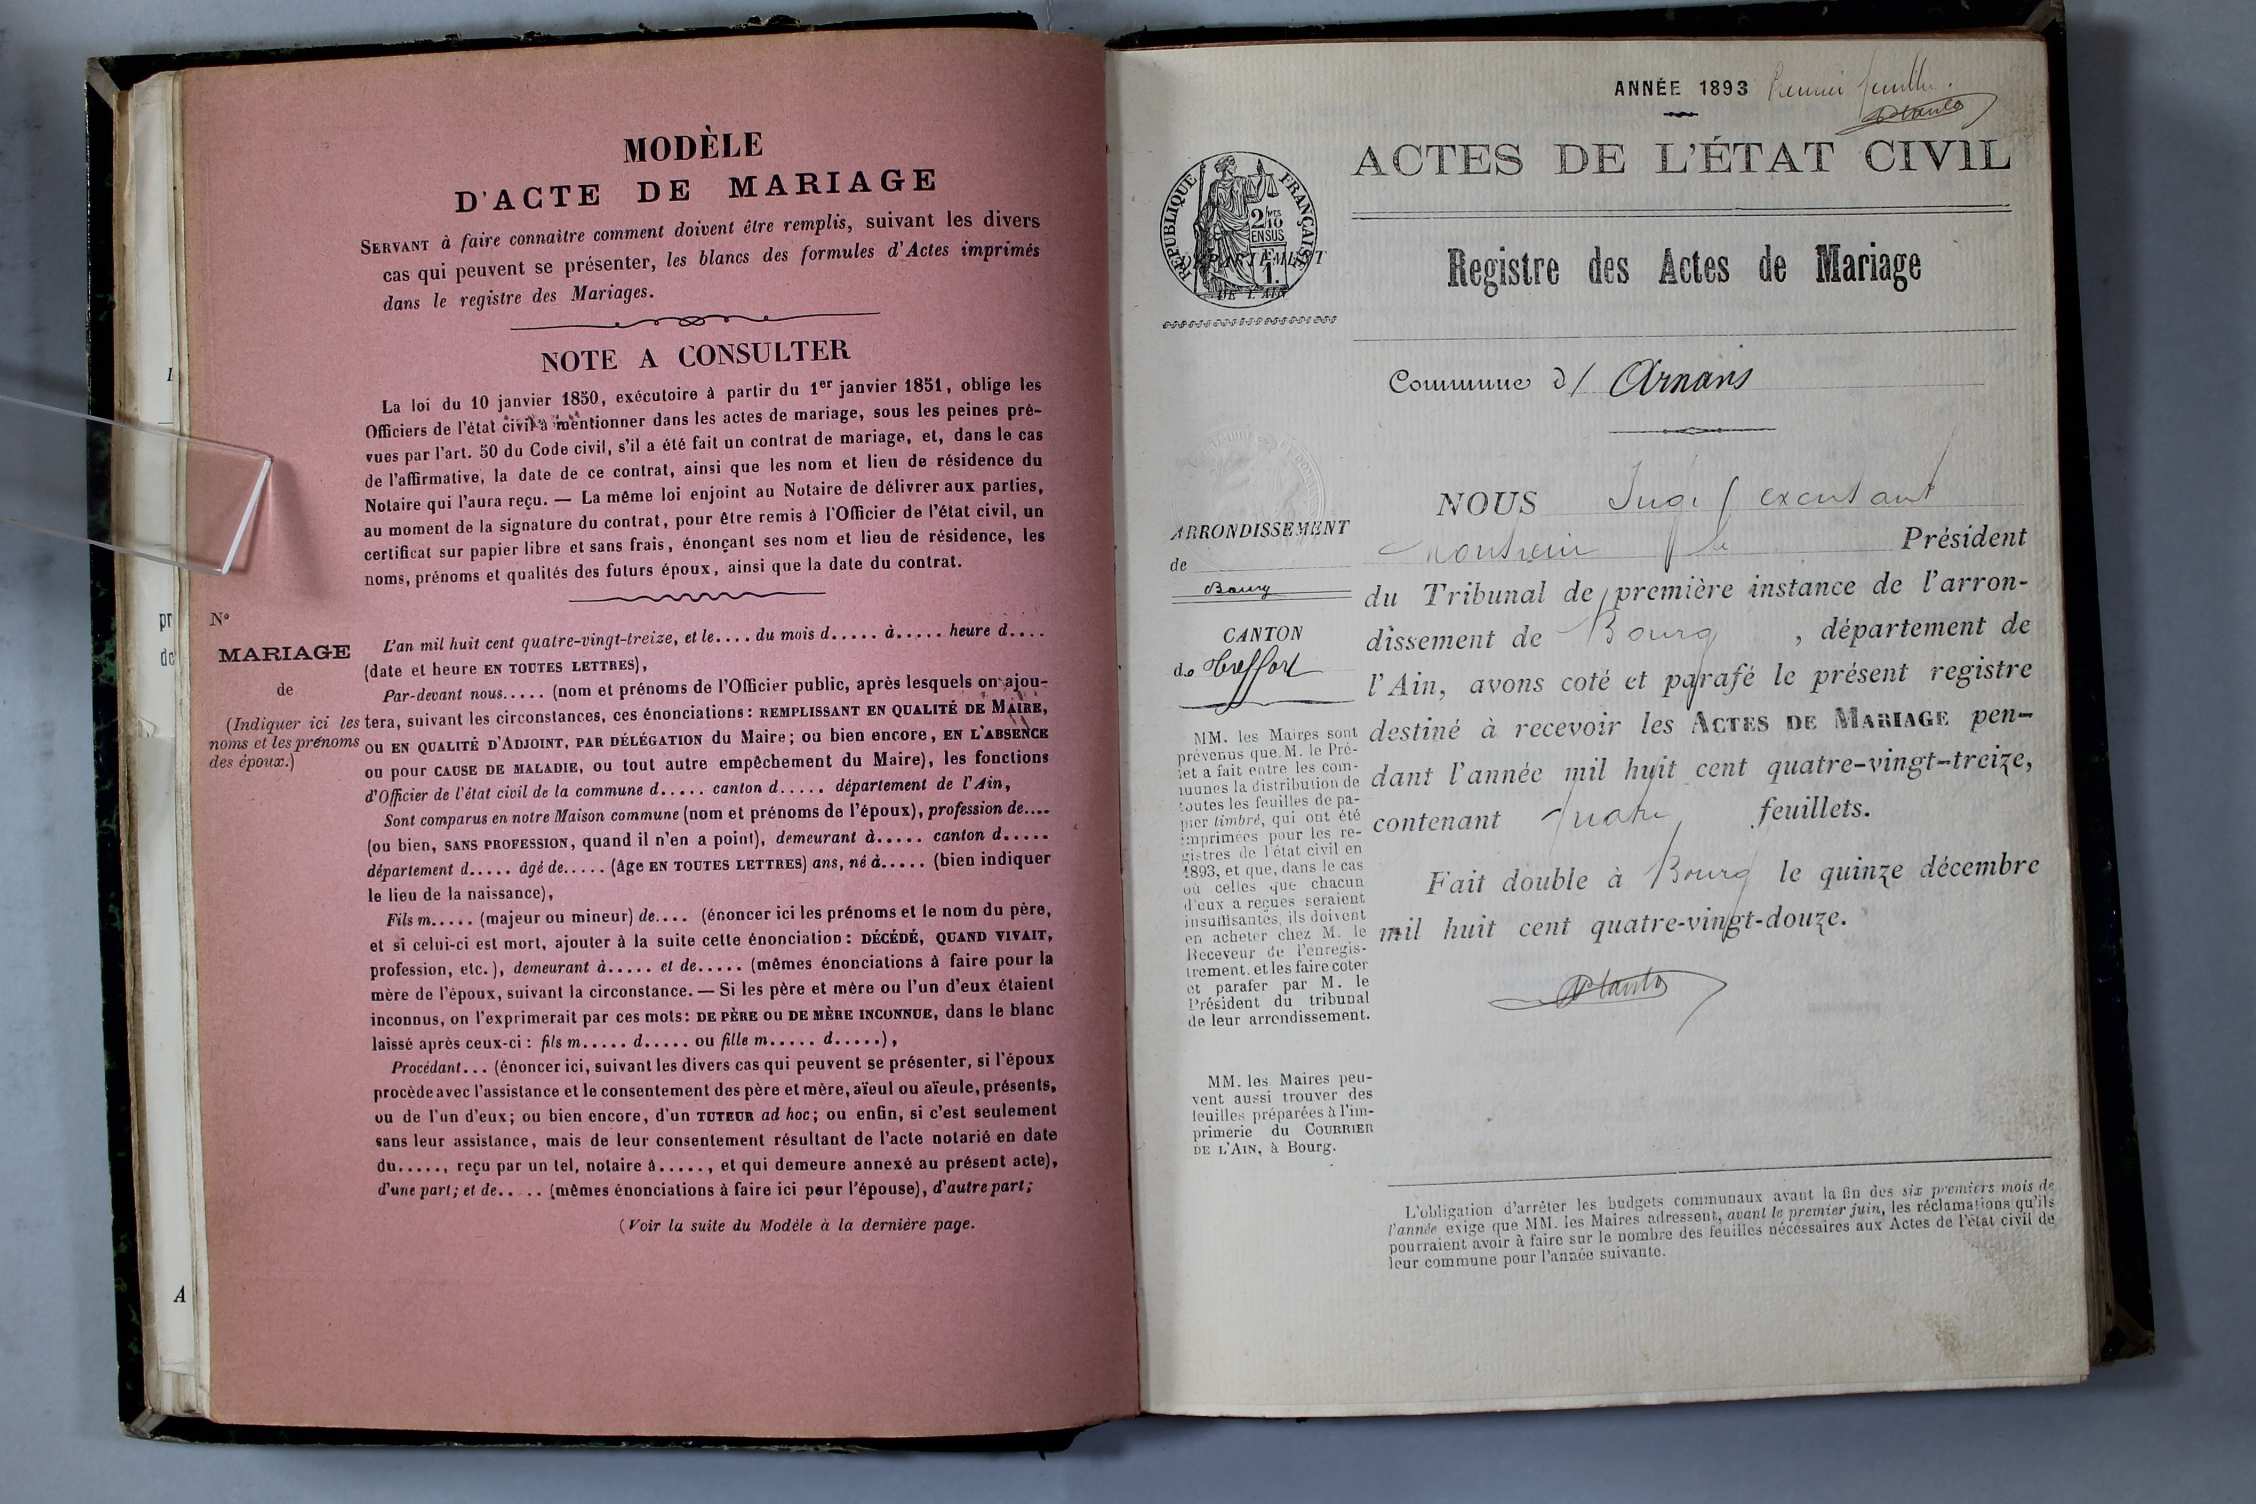 MODÈLE
D'ACTE DE MARIAGE
SERVANT à faire connaitre comment doivent être remplis, suivant les divers
cas qui peuvent se présenter, les blancs des formules d'Actes imprimés
dans le registre des Mariages.
NOTE A CONSULTER
La loi du 10 janvier 1850, exécutoire à partir du 1er janvier 1851, oblige les
Officiers de l'état civil à mentionner dans les actes de mariage, sous les peines pré-
vues par l'art. 50 du Code civil, s'il a été fait un contrat de mariage, et, dans le cas
de l'affirmative, la date de ce contrat, ainsi que les nom et lieu de résidence du
Notaire qui l'aura reçu. — La même loi enjoint au Notaire de délivrer aux parties,
au moment de la signature du contrat, pour être remis à l'Officier de l'état civil, un
certificat sur papier libre et sans frais, énonçant ses nom et lieu de résidence, les
noms, prénoms et qualités des futurs époux, ainsi que la date du contrat.
N°
MARIAGE
de
(Indiquer ici les
noms et les prénoms
des époux.)
L'an mil huit cent quatre-vingt-treize, et le.... du mois d..... à..... heure d....
(date et heure EN TOUTES LETTRES),
Par-devant nous..... (nom et prénoms de l'Officier public, après lesquels on ajou-
tera, suivant les circonstances, ces énonciations: REMPLISSANT EN QUALITÉ DE MAIRE,
ou EN QUALITÉ D'ADJOINT, PAR DÉLÉGATION du Maire; ou bien encore, EN L'ABSENCE
ou pour CAUSE DE MALADIE, ou tout autre empêchement du Maire), les fonctions
d'Officier de l'état civil de la commune d..... canton d..... département de l'Ain,
Sont comparus en notre Maison commune (nom et prénoms de l'époux), profession de....
(ou bien, SANS PROFESSION, quand il n'en a point), demeurant à..... canton d.....
département d..... âgé de..... (âge EN TOUTES LETTRES) ans, né à..... (bien indiquer
le lieu de la naissance),
Fils m..... (majeur ou mineur) de.... (énoncer ici les prénoms et le nom du père,
et si celui-ci est mort, ajouter à la suite cette énonciation: DÉCÉDÉ, QUAND VIVAIT,
profession, etc.), demeurant à..... et de..... (mêmes énonciations à faire pour la
mère de l'époux, suivant la circonstance. — Si les père et mère ou l'un d'eux étaient
inconnus, on l'exprimerait par ces mots: DE PÈRE OU DE MÈRE INCONNUE, dans le blanc
laissé après ceux-ci: fils m..... d..... ou fille m..... d.....),
Procédant... (énoncer ici, suivant les divers cas qui peuvent se présenter, si l'époux
procède avec l'assistance et le consentement des père et mère, aïeul ou aïeule, présents,
ou de l'un d'eux; ou bien encore, d'un TUTEUR ad hoc; ou enfin, si c'est seulement
sans leur assistance, mais de leur consentement résultant de l'acte notarié en date
du....., reçu par un tel, notaire à....., et qui demeure annexé au présent acte),
d'une part; et de..... (mêmes énonciations à faire ici pour l'épouse), d'autre part;
(Voir la suite du Modèle à la dernière page.
ANNÉE 1893 Premier feuillet.
ACTES DE L'ÉTAT CIVIL
RÉPUBLIQUE FRANÇAISE
2/10
EN SUS
1.
DÉPARTEMENT
DE L'AIN
Registre des Actes de Mariage
Commune d' Arnans
ARRONDISSEMENT
de
Bourg
CANTON
de Treffort
MM. les Maires sont
prévenus que M. le Pré-
fet a fait entre les com-
munes la distribution de
toutes les feuilles de pa-
pier timbré, qui ont été
imprimées pour les re-
gistres de l'état civil en
1893, et que, dans le cas
où celles que chacun
d'eux a reçues seraient
insuffisantes, ils doivent
en acheter chez M. le
Receveur de l'enregis-
trement, et les faire coter
et parafer par M. le
Président du tribunal
de leur arrondissement.
MM. les Maires peu-
vent aussi trouver des
feuilles préparées à l'im-
primerie du COURRIER
DE L'AIN, à Bourg.
NOUS Juge
le Président
du Tribunal de première instance de l'arron-
dissement de Bourg, département de
l'Ain, avons coté et parafé le présent registre
destiné à recevoir les ACTES DE MARIAGE pen-
dant l'année mil huit cent quatre-vingt-treize,
contenant quatre feuillets.
Fait double à Bourg le quinze décembre
mil huit cent quatre-vingt-douze.
L'obligation d'arrêter les budgets communaux avant la fin des six premiers mois de
l'année exige que MM. les Maires adressent, avant le premier juin, les réclamations qu'ils
pourraient avoir à faire sur le nombre des feuilles nécessaires aux Actes de l'état civil de
leur commune pour l'année suivante.